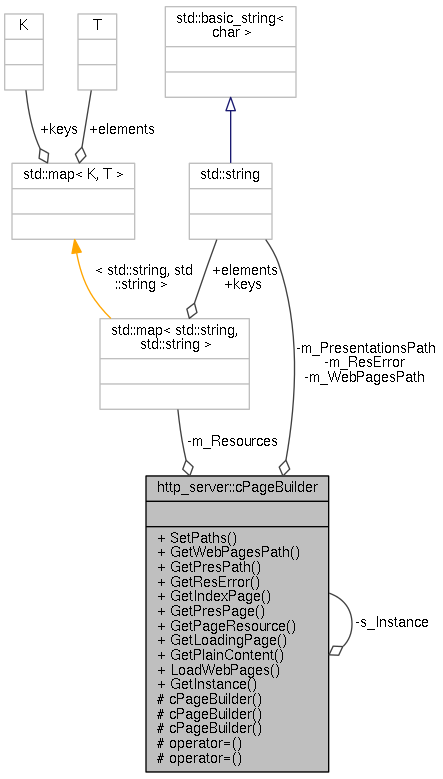 std::basic_string<
char >
K
T
+keys
+elements
std::map< K, T >
std::string
< std::string, std
::string >
+elements
+keys
std::map< std::string,
std::string >
-m_PresentationsPath
-m_ResError
-m_WebPagesPath
-m_Resources
http_server::cPageBuilder
+ SetPaths()
+ GetWebPagesPath()
+ GetPresPath()
+ GetResError()
+ GetIndexPage()
+ GetPresPage()
+ GetPageResource()
+ GetLoadingPage()
+ GetPlainContent()
+ LoadWebPages()
+ GetInstance()
# cPageBuilder()
# cPageBuilder()
# cPageBuilder()
# operator=()
# operator=()
-s_Instance